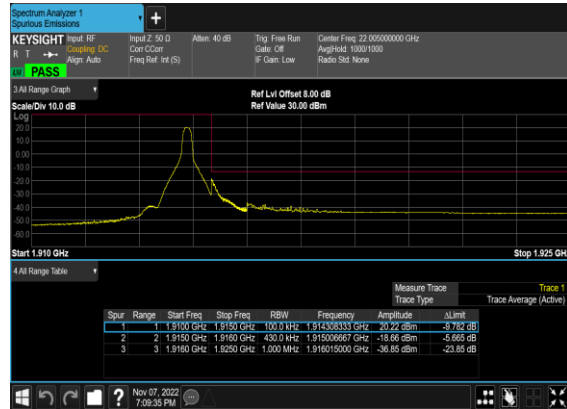 Spectrum Analyzer 1
Spurious Emissions
KEYSIGHT Input: RF Input Z: 50 Ω Atten: 40 dB Trig: Free Run Center Freq: 22.005000000 GHz
R T Coupling: DC Corr CCorr Gate: Off Avg|Hold: 1000/1000
Align: Auto Freq Ref: Int (S) IF Gain: Low Radio Std: None
PASS
3 All Range Graph
Ref Lvl Offset 8.00 dB
Scale/Div 10.0 dB Ref Value 30.00 dBm
Log
20.0
10.0
0.00
-10.0
-20.0
-30.0
-40.0
-50.0
-60.0
Start 1.910 GHz Stop 1.925 GHz
4 All Range Table
Measure Trace Trace 1
Trace Type Trace Average (Active)
Spur Range Start Freq Stop Freq RBW Frequency Amplitude ΔLimit
1 1 1.9100 GHz 1.9150 GHz 100.0 kHz 1.914308333 GHz 20.22 dBm -9.782 dB
2 2 1.9150 GHz 1.9160 GHz 430.0 kHz 1.915006667 GHz -18.66 dBm -5.665 dB
3 3 1.9160 GHz 1.9250 GHz 1.000 MHz 1.916015000 GHz -36.85 dBm -23.85 dB
? Nov 07, 2022
7:09:35 PM